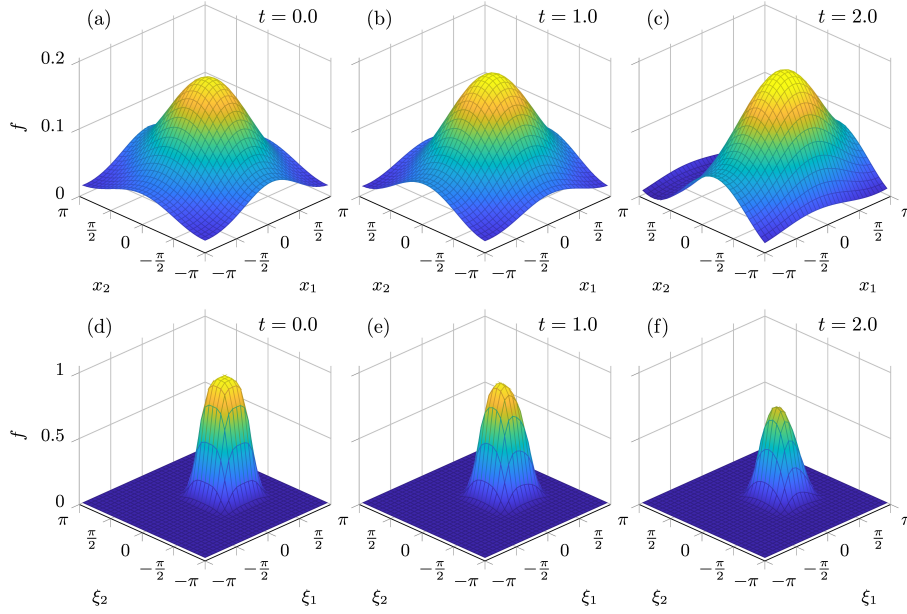 (a) t = 0.0 (b) t = 1.0 (c) t = 2.0
0.2
0.1
f
0
π π π π
π/2 π/2 π/2 π/2 π/2 π/2
0 0 0 0 0 0
−π/2 −π/2 −π/2 −π/2 −π/2 −π/2
−π −π −π −π −π −π
x₂ x₁ x₂ x₁ x₂ x₁
(d) t = 0.0 (e) t = 1.0 (f) t = 2.0
1
0.5
f
0
π π π π
π/2 π/2 π/2 π/2 π/2 π/2
0 0 0 0 0 0
−π/2 −π/2 −π/2 −π/2 −π/2 −π/2
−π −π −π −π −π −π
ξ₂ ξ₁ ξ₂ ξ₁ ξ₂ ξ₁